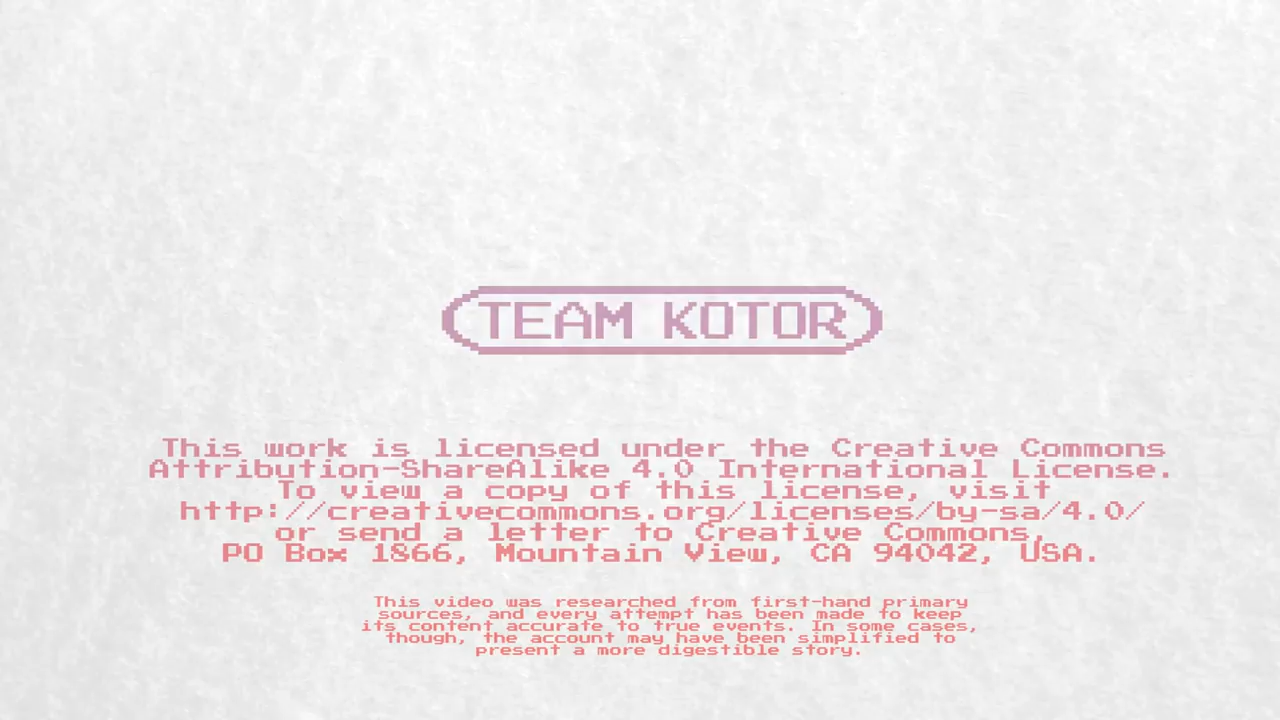 TEAM KOTOR
This work is licensed under the Creative Commons
Attribution-ShareAlike 4.0 International License.
To view a copy of this license, visit
http://creativecommons.org/licenses/by-sa/4.0/
or send a letter to Creative Commons,
PO Box 1866, Mountain View, CA 94042, USA.
This video was researched from first-hand primary
sources, and every attempt has been made to keep
its content accurate to true events. In some cases,
though, the account may have been simplified to
present a more digestible story.